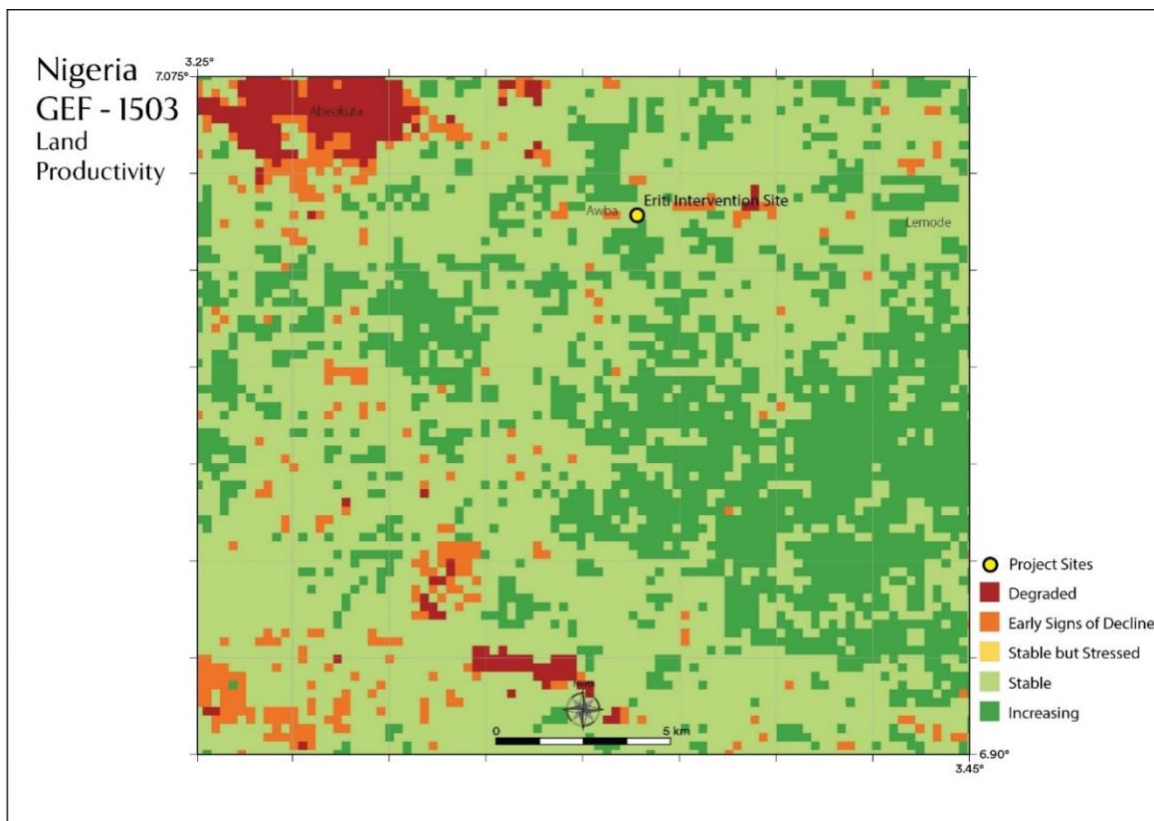 Nigeria
GEF - 1503
Land
Productivity
3.25°
7.075°
Abeokuta
Awba
Eriti Intervention Site
Lemode
0
5 km
6.90°
3.45°
Project Sites
Degraded
Early Signs of Decline
Stable but Stressed
Stable
Increasing